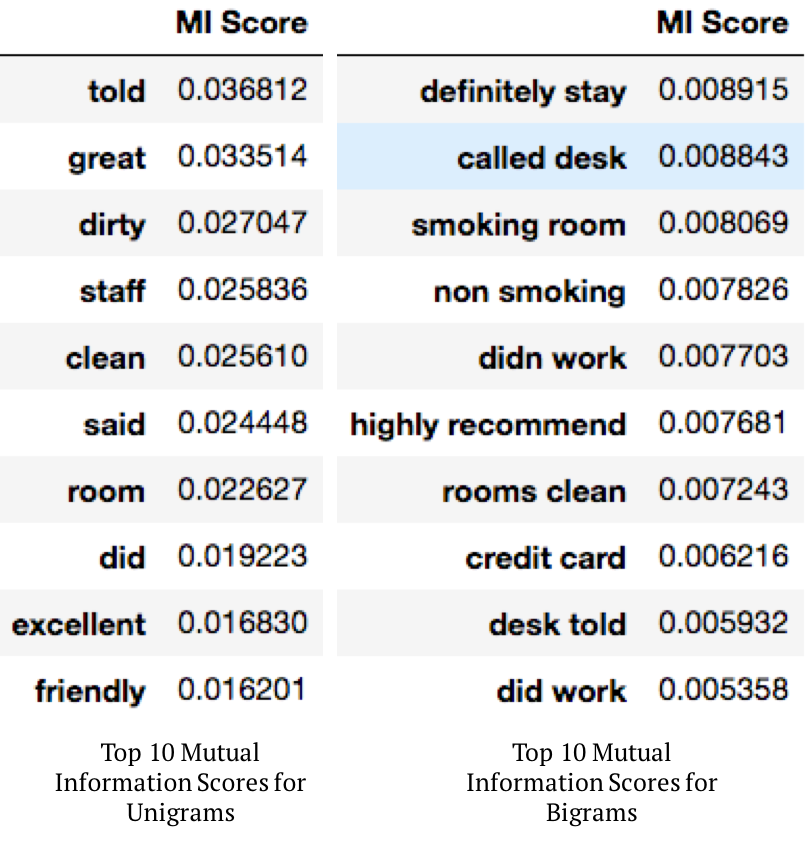 MI Score
told 0.036812
great 0.033514
dirty 0.027047
staff 0.025836
clean 0.025610
said 0.024448
room 0.022627
did 0.019223
excellent 0.016830
friendly 0.016201
Top 10 Mutual
Information Scores for
Unigrams
MI Score
definitely stay 0.008915
called desk 0.008843
smoking room 0.008069
non smoking 0.007826
didn work 0.007703
highly recommend 0.007681
rooms clean 0.007243
credit card 0.006216
desk told 0.005932
did work 0.005358
Top 10 Mutual
Information Scores for
Bigrams